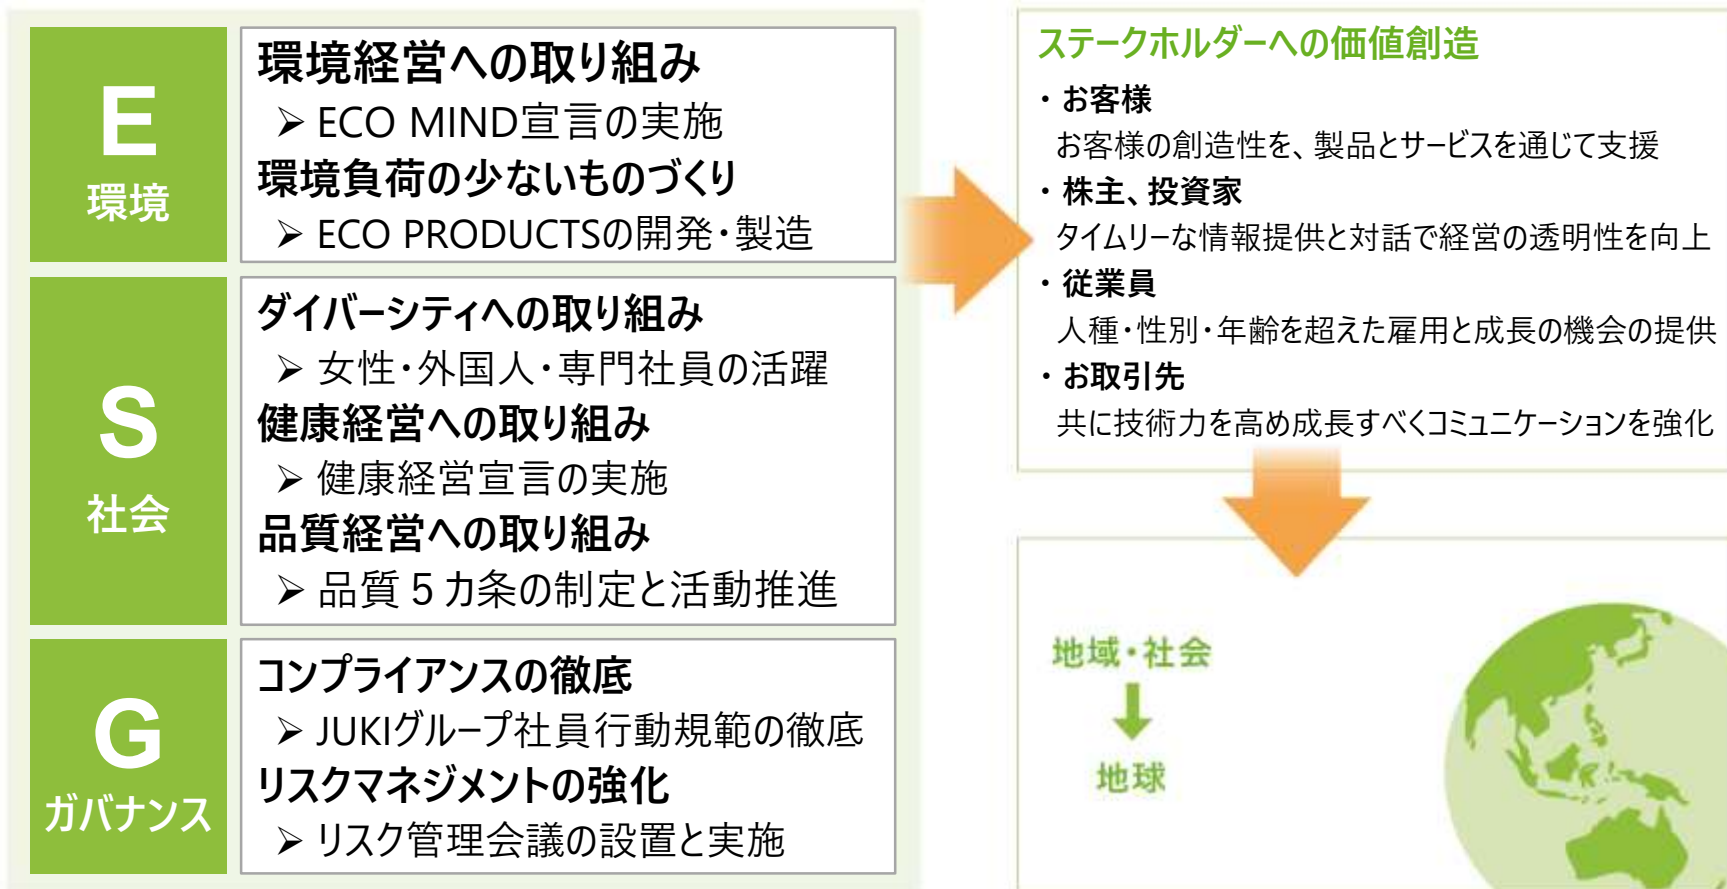 E
環境
環境経営への取り組み
➢ ECO MIND宣言の実施
環境負荷の少ないものづくり
➢ ECO PRODUCTSの開発・製造
S
社会
ダイバーシティへの取り組み
➢ 女性・外国人・専門社員の活躍
健康経営への取り組み
➢ 健康経営宣言の実施
品質経営への取り組み
➢ 品質５カ条の制定と活動推進
G
ガバナンス
コンプライアンスの徹底
➢ JUKIグループ社員行動規範の徹底
リスクマネジメントの強化
➢ リスク管理会議の設置と実施
ステークホルダーへの価値創造
・お客様
お客様の創造性を、製品とサービスを通じて支援
・株主、投資家
タイムリーな情報提供と対話で経営の透明性を向上
・従業員
人種・性別・年齢を超えた雇用と成長の機会の提供
・お取引先
共に技術力を高め成長すべくコミュニケーションを強化
地域・社会
地球